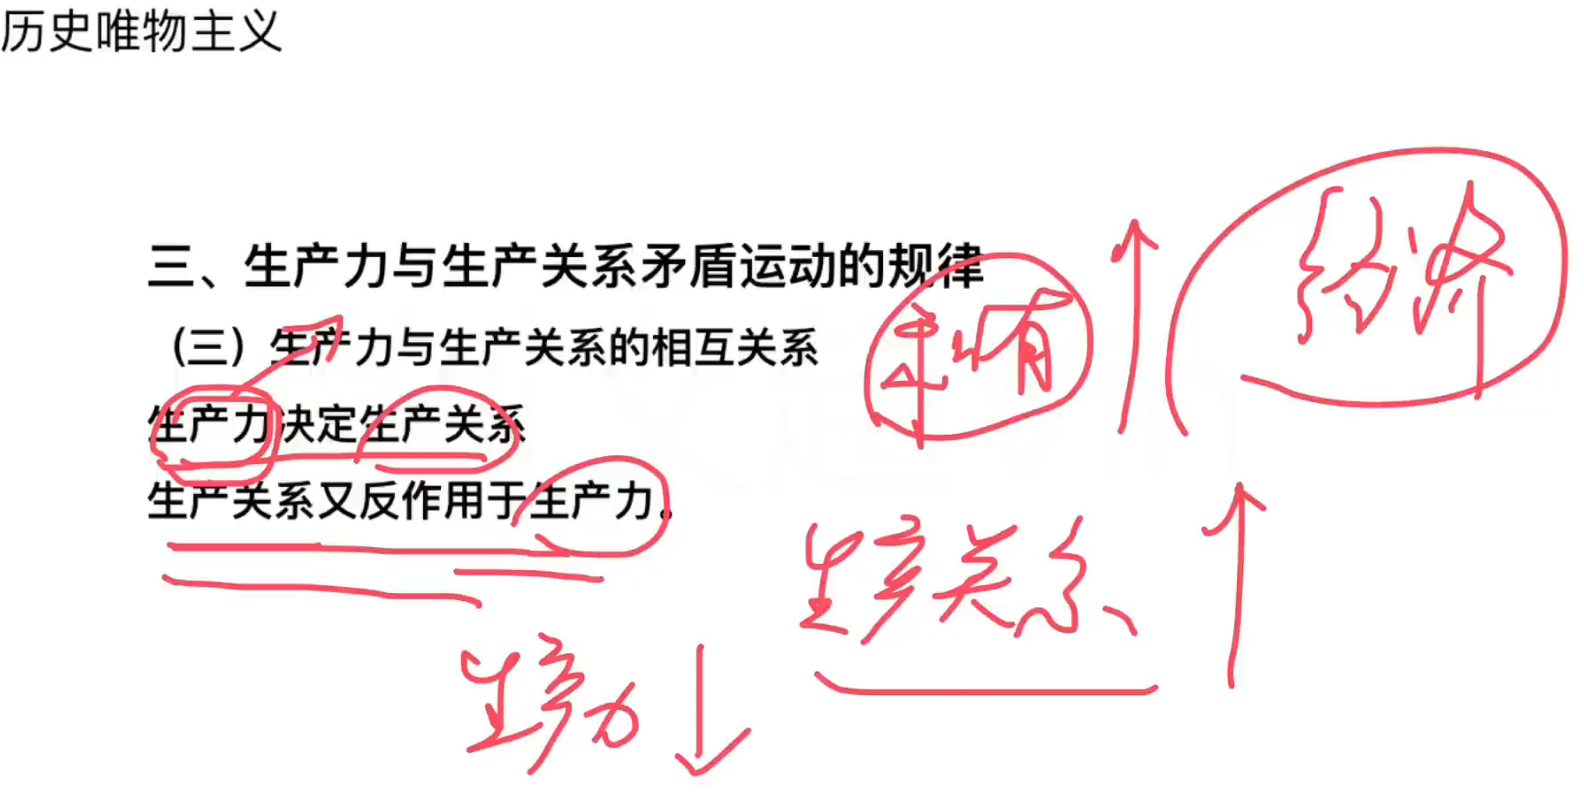 历史唯物主义
三、生产力与生产关系矛盾运动的规律
（三）生产力与生产关系的相互关系
生产力决定生产关系
生产关系又反作用于生产力。
经济
生产关系
生产力